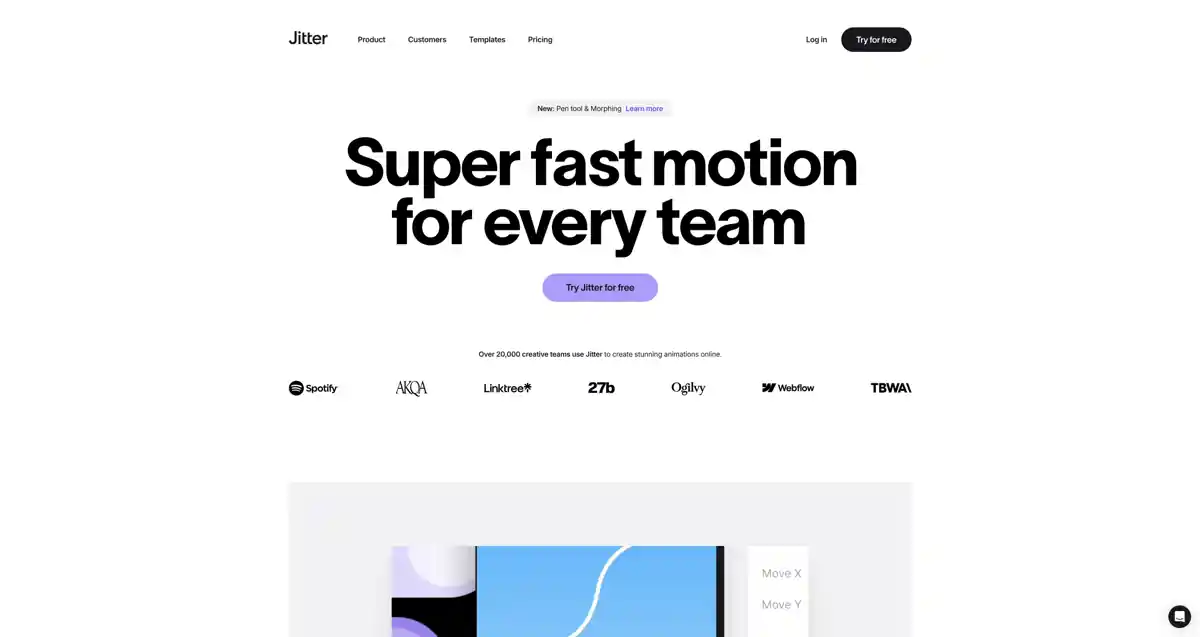 Jitter Product Customers Templates Pricing Log in Try for free
New: Pen tool & Morphing Learn more
Super fast motion
for every team
Try Jitter for free
Over 20,000 creative teams use Jitter to create stunning animations online.
Spotify AKQA Linktree 27b Ogilvy Webflow TBWA\
Move X
Move Y